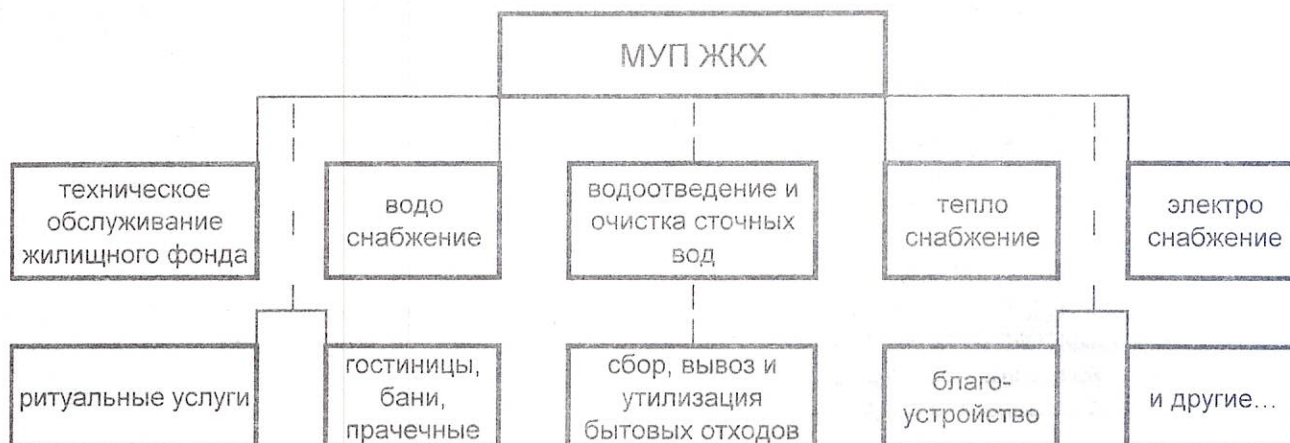 МУП ЖКХ
техническое
обслуживание
жилищного фонда
водо
снабжение
водоотведение и
очистка сточных
вод
тепло
снабжение
электро
снабжение
ритуальные услуги
гостиницы,
бани,
прачечные
сбор, вывоз и
утилизация
бытовых отходов
благо-
устройство
и другие...